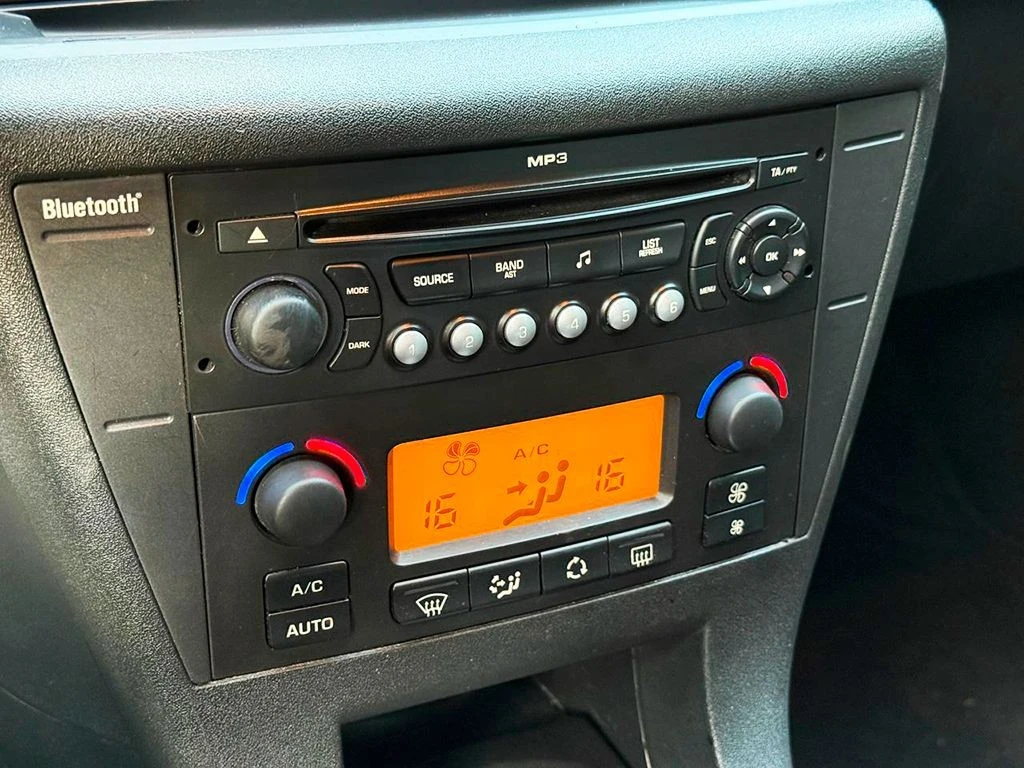 MP3
TA/PTY
Bluetooth®
MODE
SOURCE
BAND
AST
LIST
REFRESH
ESC
OK
MENU
DARK
1 2 3 4 5 6
A/C
16 16
A/C
AUTO